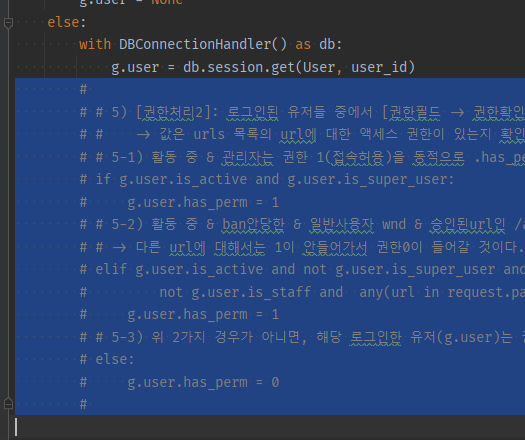 g.user = None
else:
with DBConnectionHandler() as db:
g.user = db.session.get(User, user_id)
#
# # 5) [권한처리2]: 로그인된 유저들 중에서 [권한필드 → 권한확인
# # → 값은 urls 목록의 url에 대한 액세스 권한이 있는지 확인
# # 5-1) 활동 중 & 관리자는 권한 1(접속허용)을 동적으로 .has_pe
# if g.user.is_active and g.user.is_super_user:
# g.user.has_perm = 1
# # 5-2) 활동 중 & ban안당함 & 일반사용자 wnd & 승인된url인 /a
# # → 다른 url에 대해서는 1이 안들어가서 권한0이 들어갈 것이다.
# elif g.user.is_active and not g.user.is_super_user and
# not g.user.is_staff and any(url in request.pa
# g.user.has_perm = 1
# # 5-3) 위 2가지 경우가 아니면, 해당 로그인한 유저(g.user)는
# else:
# g.user.has_perm = 0
#